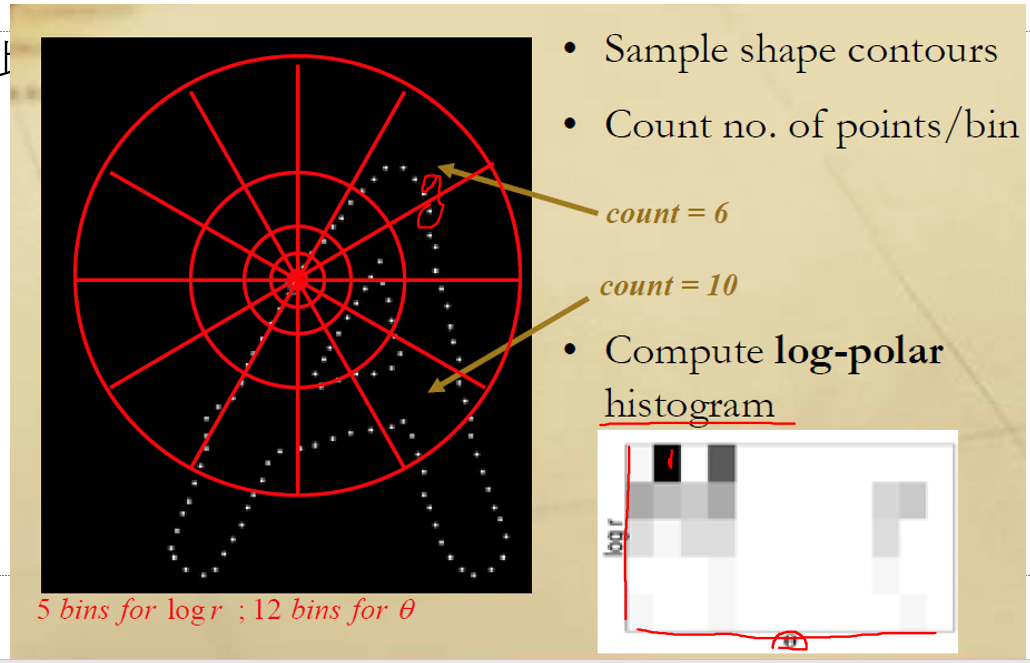 • Sample shape contours
• Count no. of points/bin
count = 6
count = 10
• Compute log-polar
histogram
log r
θ
5 bins for log r ; 12 bins for θ